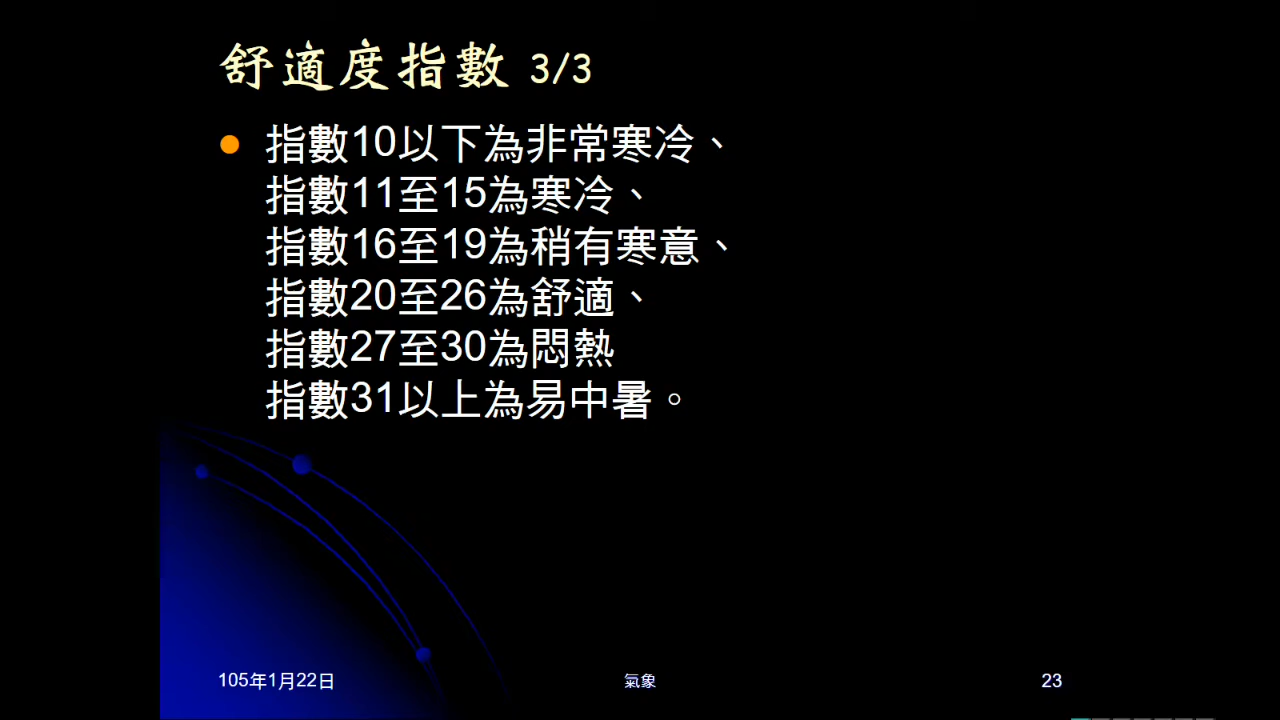 舒適度指數 3/3
指數10以下為非常寒冷、
指數11至15為寒冷、
指數16至19為稍有寒意、
指數20至26為舒適、
指數27至30為悶熱
指數31以上為易中暑。
105年1月22日
氣象
23